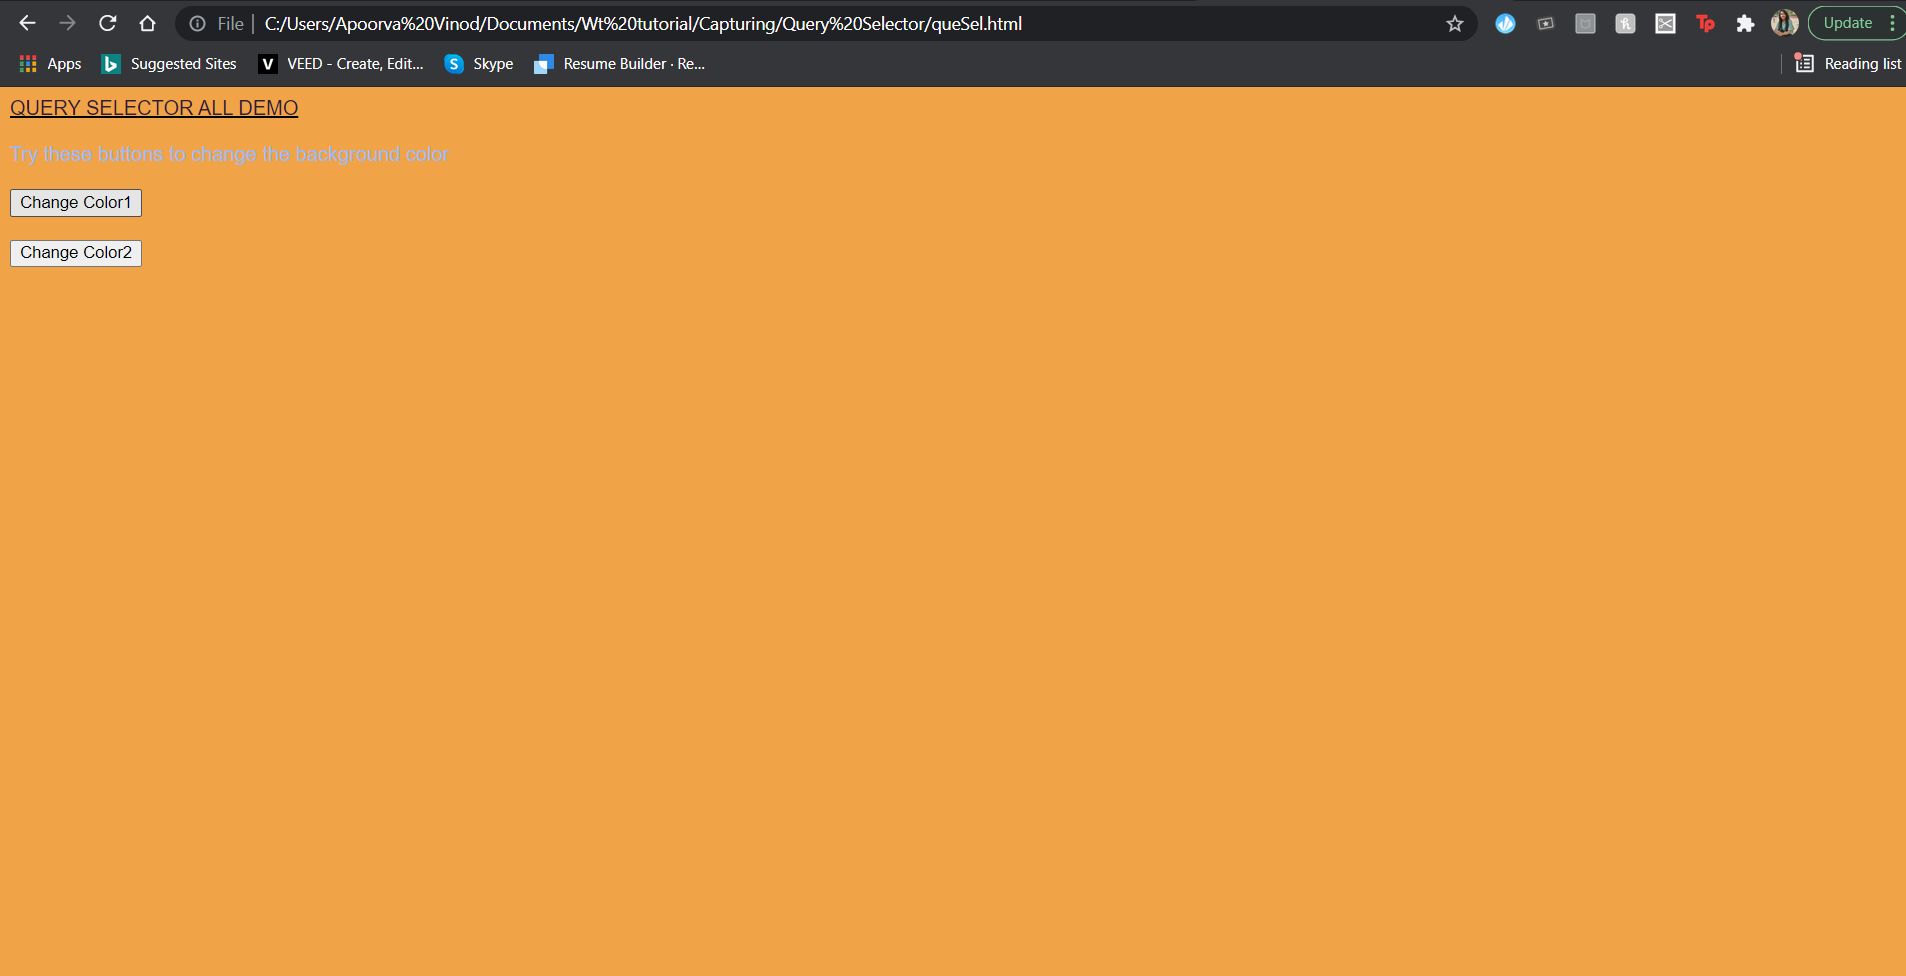 File | C:/Users/Apoorva%20Vinod/Documents/Wt%20tutorial/Capturing/Query%20Selector/queSel.html Tp Update
Apps Suggested Sites V VEED - Create, Edit... S Skype Resume Builder · Re... Reading list
QUERY SELECTOR ALL DEMO
Try these buttons to change the background color
Change Color1
Change Color2